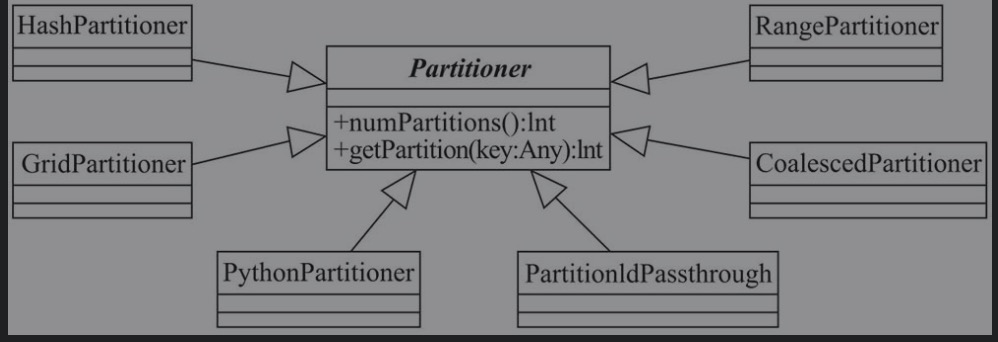 HashPartitioner
RangePartitioner
Partitioner
+numPartitions():Int
+getPartition(key:Any):Int
GridPartitioner
CoalescedPartitioner
PythonPartitioner
PartitionIdPassthrough